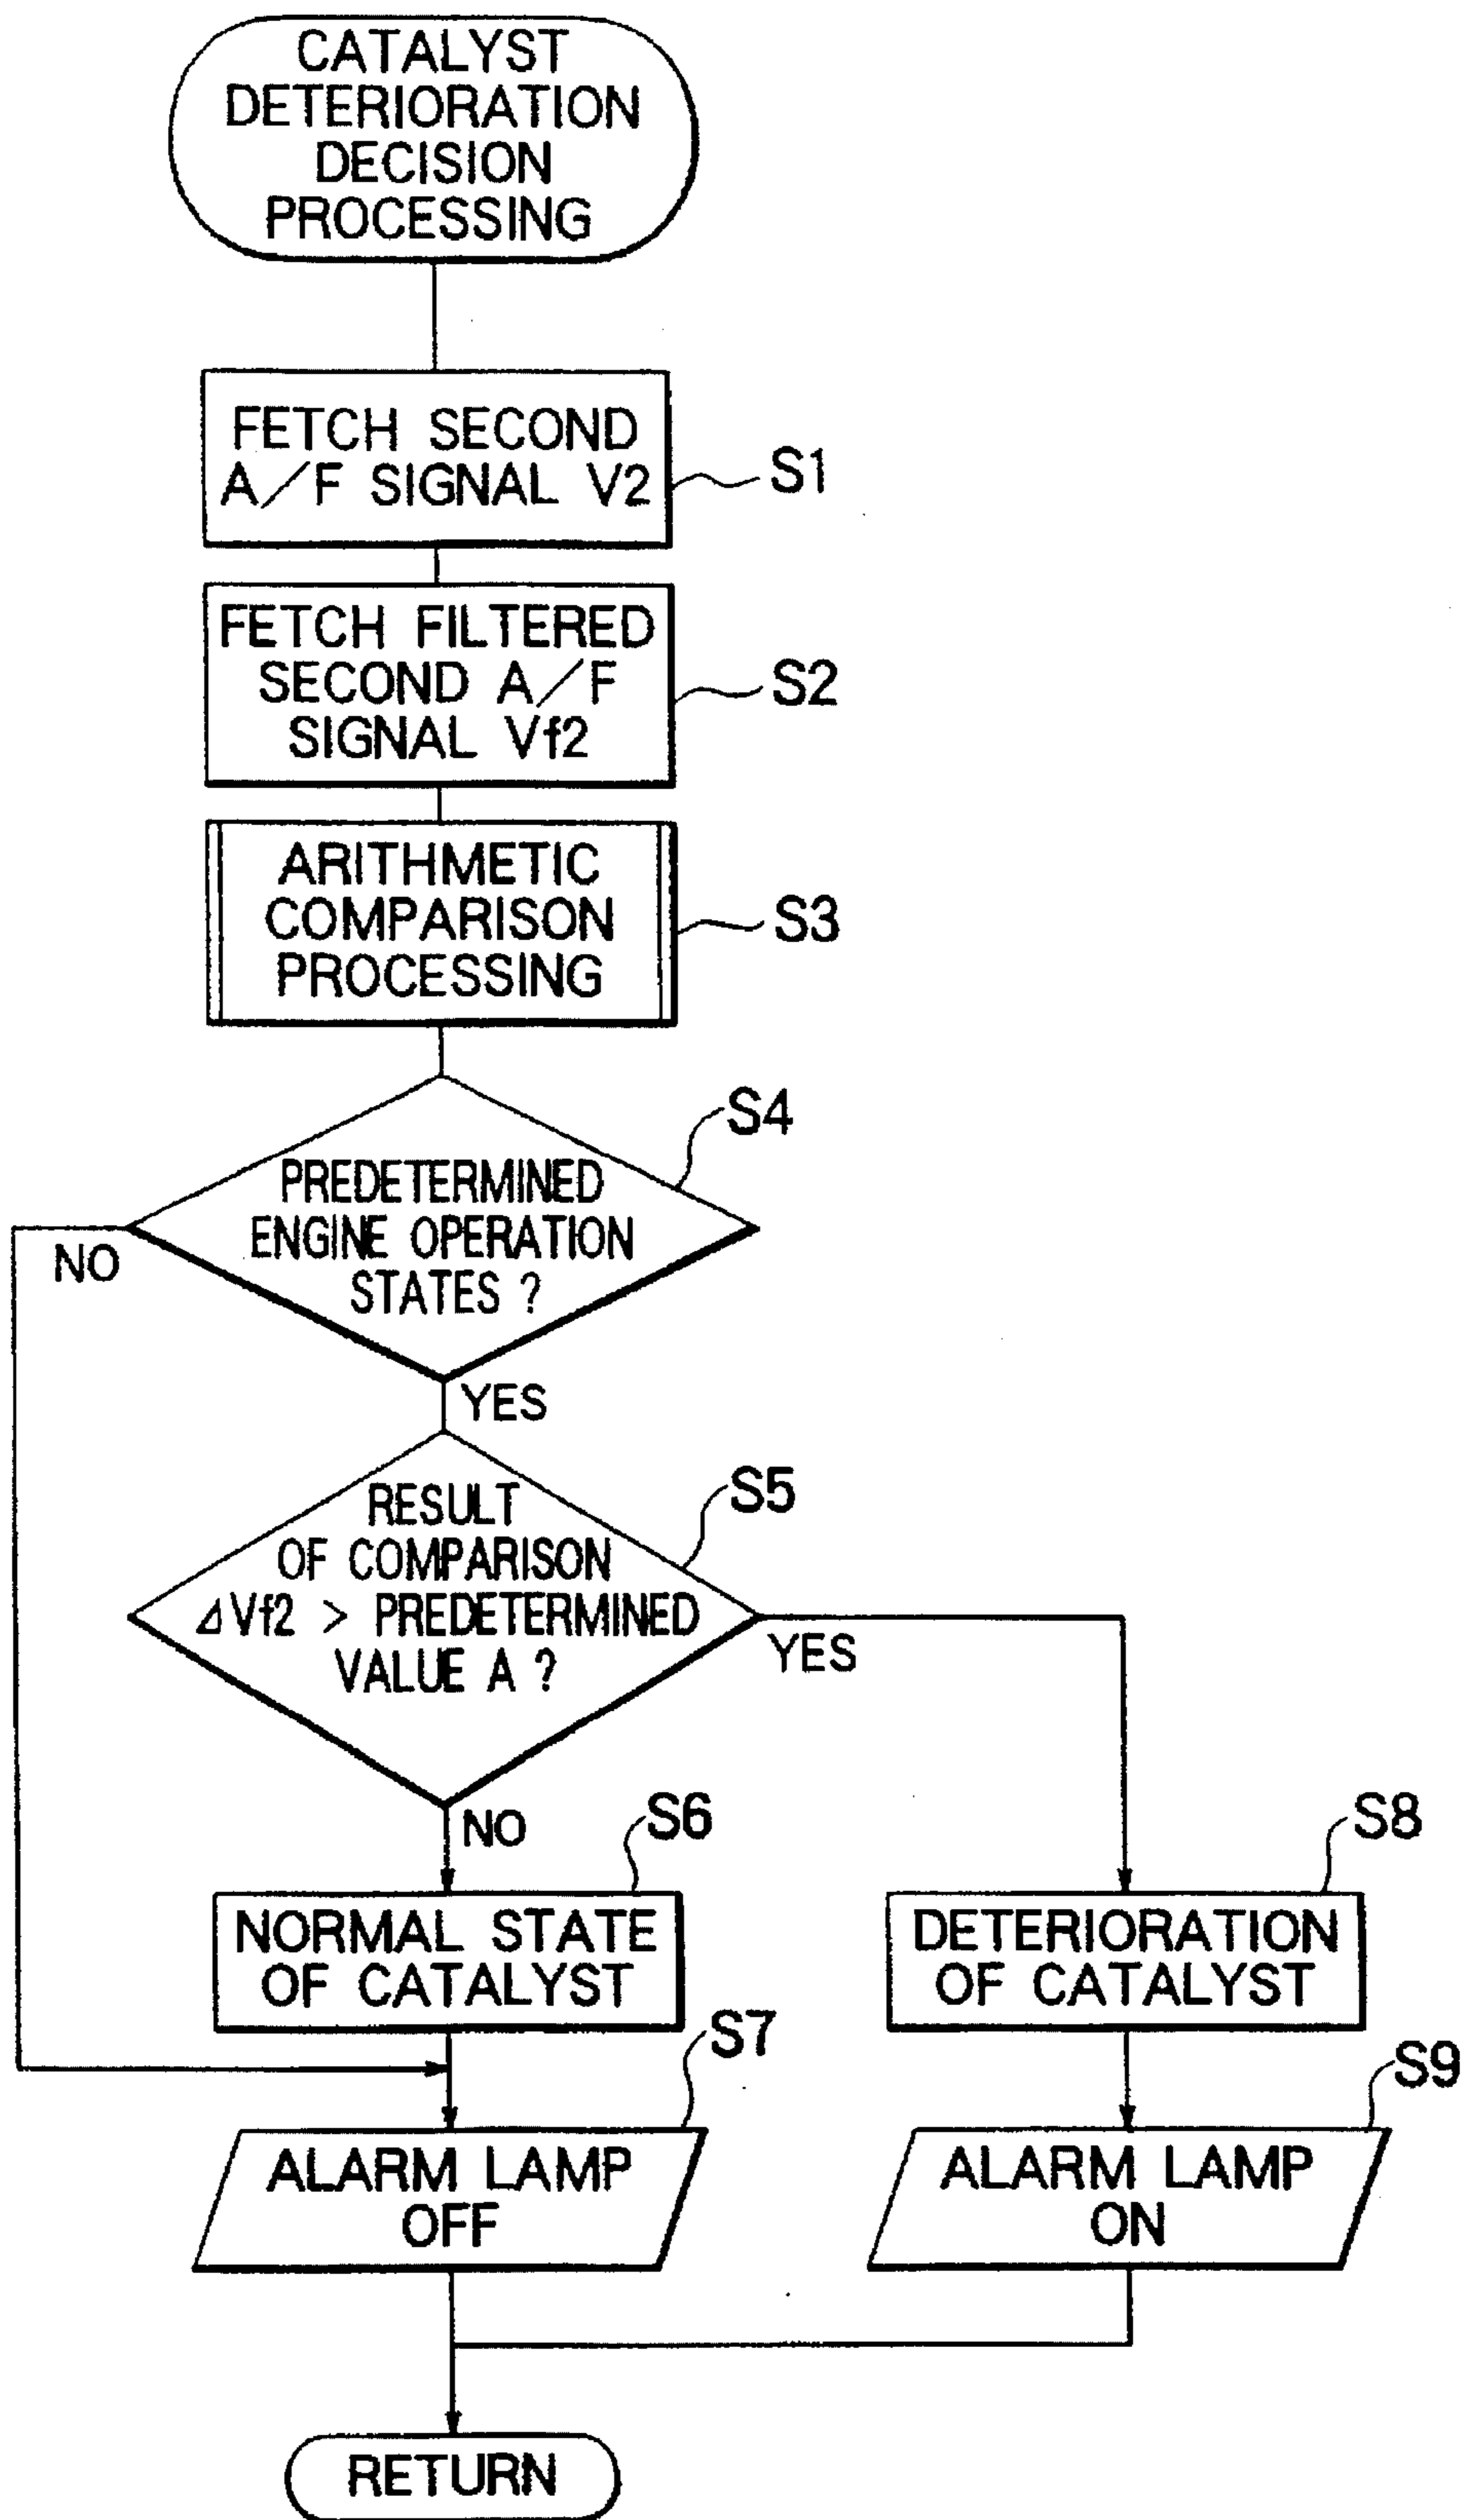 CATALYST
DETERIORATION
DECISION
PROCESSING
FETCH SECOND
A/F SIGNAL V2
S1
FETCH FILTERED
SECOND A/F
SIGNAL Vf2
S2
ARITHMETIC
COMPARISON
PROCESSING
S3
S4
PREDETERMINED
ENGINE OPERATION
STATES ?
NO
YES
S5
RESULT
OF COMPARISON
⊿Vf2 > PREDETERMINED
VALUE A ?
YES
NO
S6
S8
NORMAL STATE
OF CATALYST
DETERIORATION
OF CATALYST
S7
S9
ALARM LAMP
OFF
ALARM LAMP
ON
RETURN